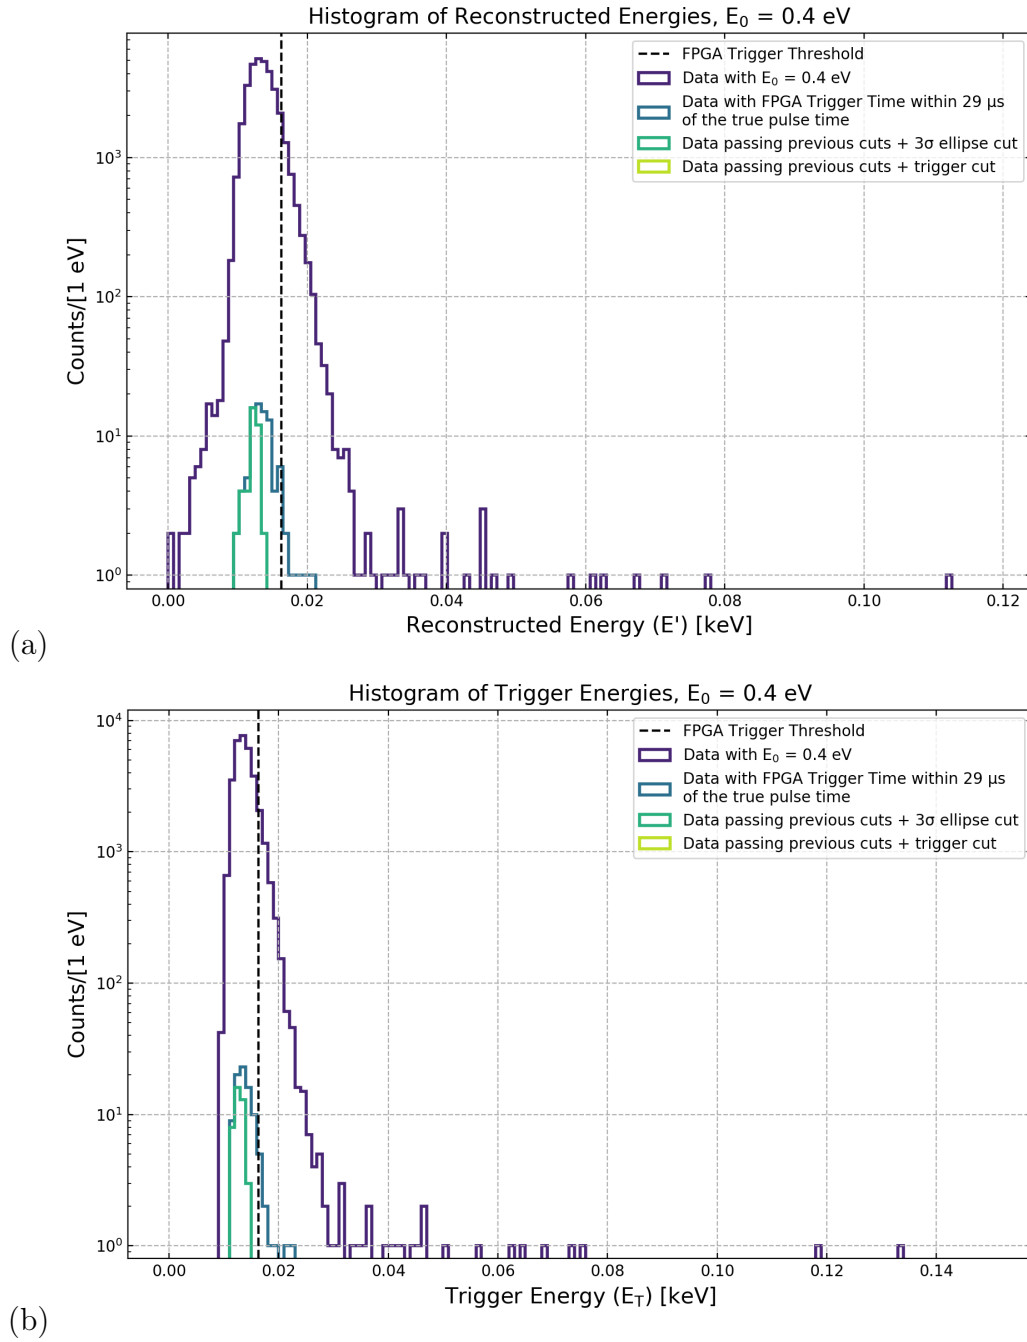 Histogram of Reconstructed Energies, E₀ = 0.4 eV
FPGA Trigger Threshold
Data with E₀ = 0.4 eV
Data with FPGA Trigger Time within 29 μs
of the true pulse time
Data passing previous cuts + 3σ ellipse cut
Data passing previous cuts + trigger cut
Counts/[1 eV]
10³
10²
10¹
10⁰
0.00 0.02 0.04 0.06 0.08 0.10 0.12
Reconstructed Energy (E') [keV]
(a)
Histogram of Trigger Energies, E₀ = 0.4 eV
FPGA Trigger Threshold
Data with E₀ = 0.4 eV
Data with FPGA Trigger Time within 29 μs
of the true pulse time
Data passing previous cuts + 3σ ellipse cut
Data passing previous cuts + trigger cut
Counts/[1 eV]
10⁴
10³
10²
10¹
10⁰
0.00 0.02 0.04 0.06 0.08 0.10 0.12 0.14
Trigger Energy (E_T) [keV]
(b)